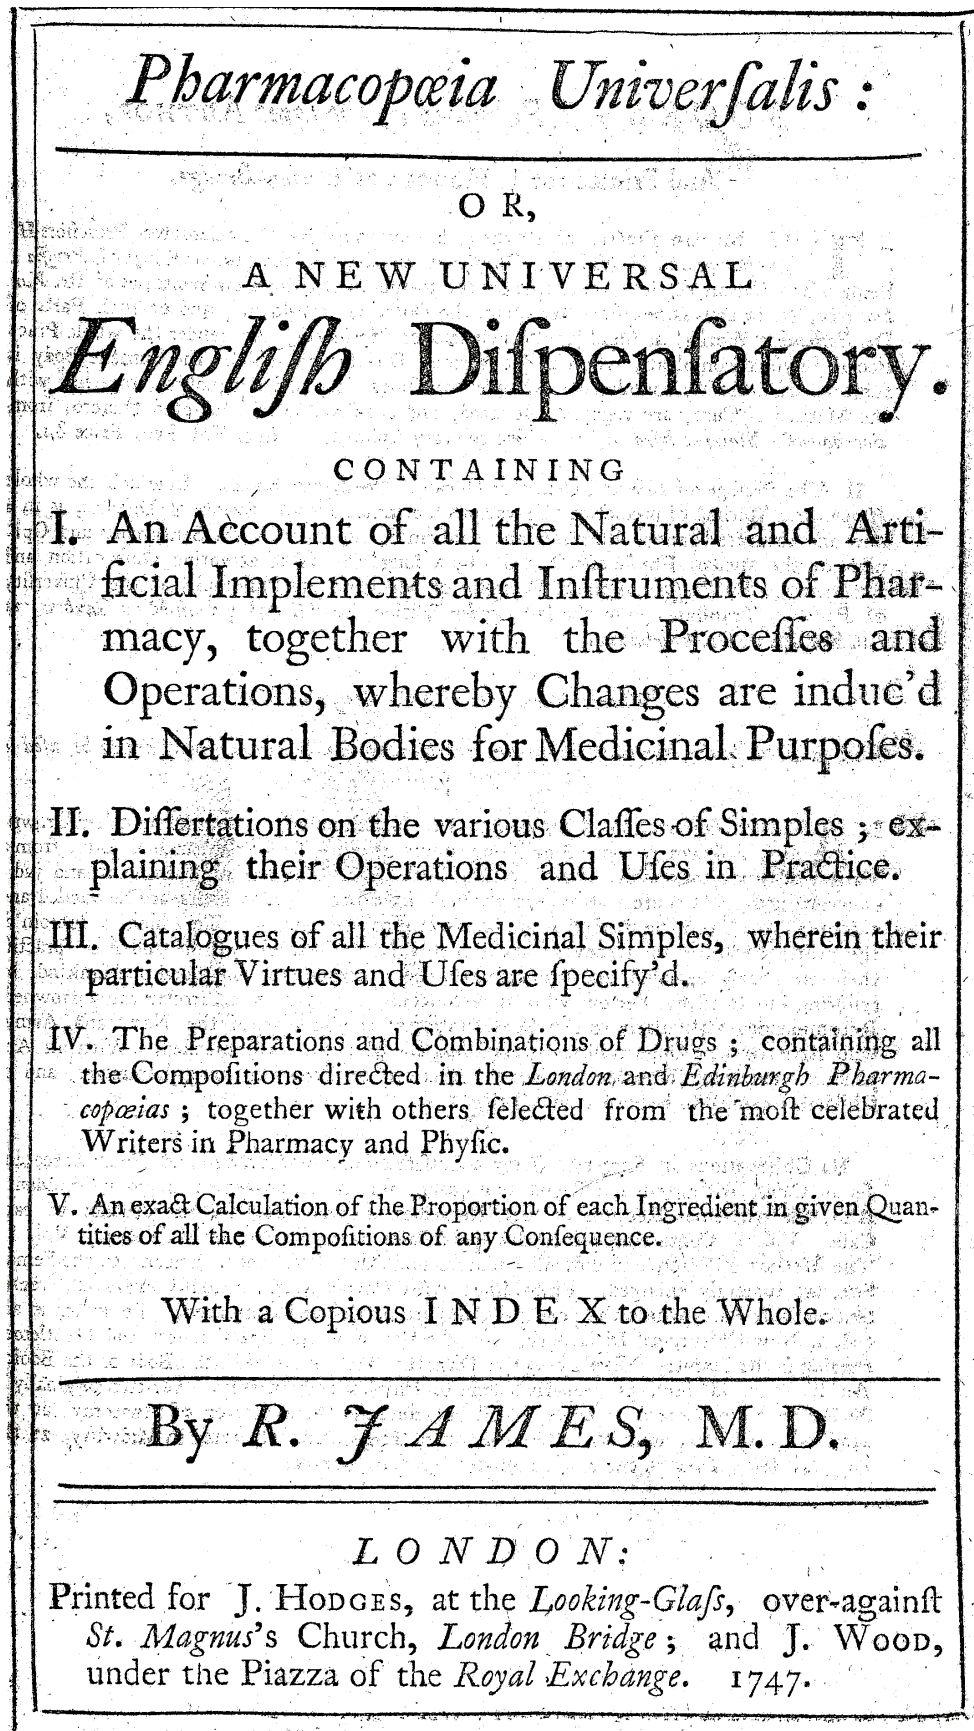 Pharmacopœia Univerſalis :
OR,
A NEW UNIVERSAL
Engliſh Diſpenſatory.
CONTAINING
I. An Account of all the Natural and Arti-
ficial Implements and Inſtruments of Phar-
macy, together with the Proceſſes and
Operations, whereby Changes are induc'd
in Natural Bodies for Medicinal Purpoſes.
II. Diſſertations on the various Claſſes of Simples ; ex-
plaining their Operations and Uſes in Practice.
III. Catalogues of all the Medicinal Simples, wherein their
particular Virtues and Uſes are ſpecify'd.
IV. The Preparations and Combinations of Drugs ; containing all
the Compoſitions directed in the London and Edinburgh Pharma-
copœias ; together with others ſelected from the moſt celebrated
Writers in Pharmacy and Phyſic.
V. An exact Calculation of the Proportion of each Ingredient in given Quan-
tities of all the Compoſitions of any Conſequence.
With a Copious INDEX to the Whole.
By R. JAMES, M. D.
LONDON:
Printed for J. HODGES, at the Looking-Glaſs, over-againſt
St. Magnus's Church, London Bridge ; and J. WOOD,
under the Piazza of the Royal Exchange. 1747.